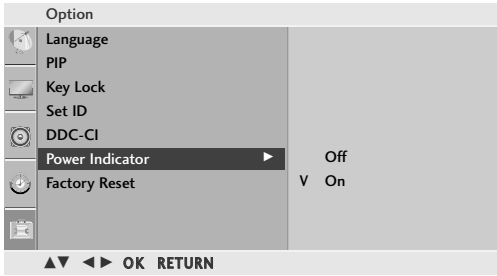 Option
Language
PIP
Key Lock
Set ID
DDC-CI
Power Indicator ► Off
Factory Reset V On
▲▼ ◄► OK RETURN